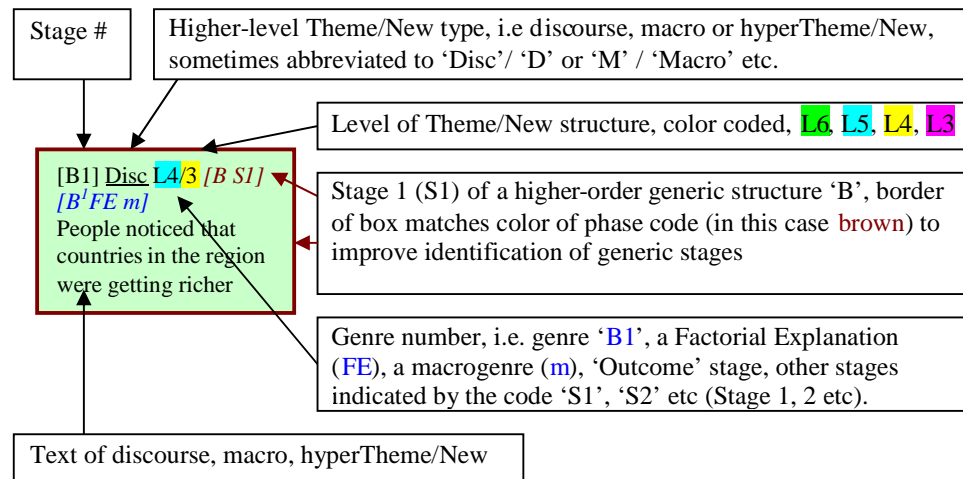 Stage #
Higher-level Theme/New type, i.e discourse, macro or hyperTheme/New,
sometimes abbreviated to ‘Disc’/ ‘D’ or ‘M’ / ‘Macro’ etc.
Level of Theme/New structure, color coded, L6, L5, L4, L3
[B1] Disc L4/3 [B S1]
[B¹FE m]
People noticed that
countries in the region
were getting richer
Stage 1 (S1) of a higher-order generic structure ‘B’, border
of box matches color of phase code (in this case brown) to
improve identification of generic stages
Genre number, i.e. genre ‘B1’, a Factorial Explanation
(FE), a macrogenre (m), ‘Outcome’ stage, other stages
indicated by the code ‘S1’, ‘S2’ etc (Stage 1, 2 etc).
Text of discourse, macro, hyperTheme/New